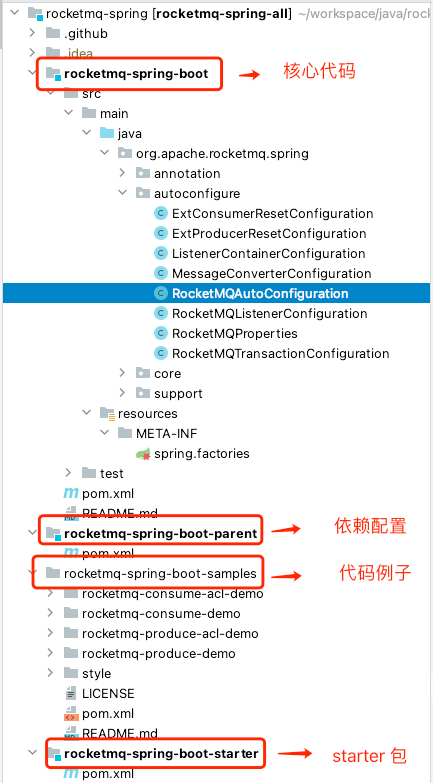 rocketmq-spring [rocketmq-spring-all] ~/workspace/java/rock
.github
.idea
rocketmq-spring-boot
核心代码
src
main
java
org.apache.rocketmq.spring
annotation
autoconfigure
ExtConsumerResetConfiguration
ExtProducerResetConfiguration
ListenerContainerConfiguration
MessageConverterConfiguration
RocketMQAutoConfiguration
RocketMQListenerConfiguration
RocketMQProperties
RocketMQTransactionConfiguration
core
support
resources
META-INF
spring.factories
test
pom.xml
README.md
rocketmq-spring-boot-parent
依赖配置
pom.xml
rocketmq-spring-boot-samples
代码例子
rocketmq-consume-acl-demo
rocketmq-consume-demo
rocketmq-produce-acl-demo
rocketmq-produce-demo
style
LICENSE
pom.xml
README.md
rocketmq-spring-boot-starter
starter 包
pom.xml